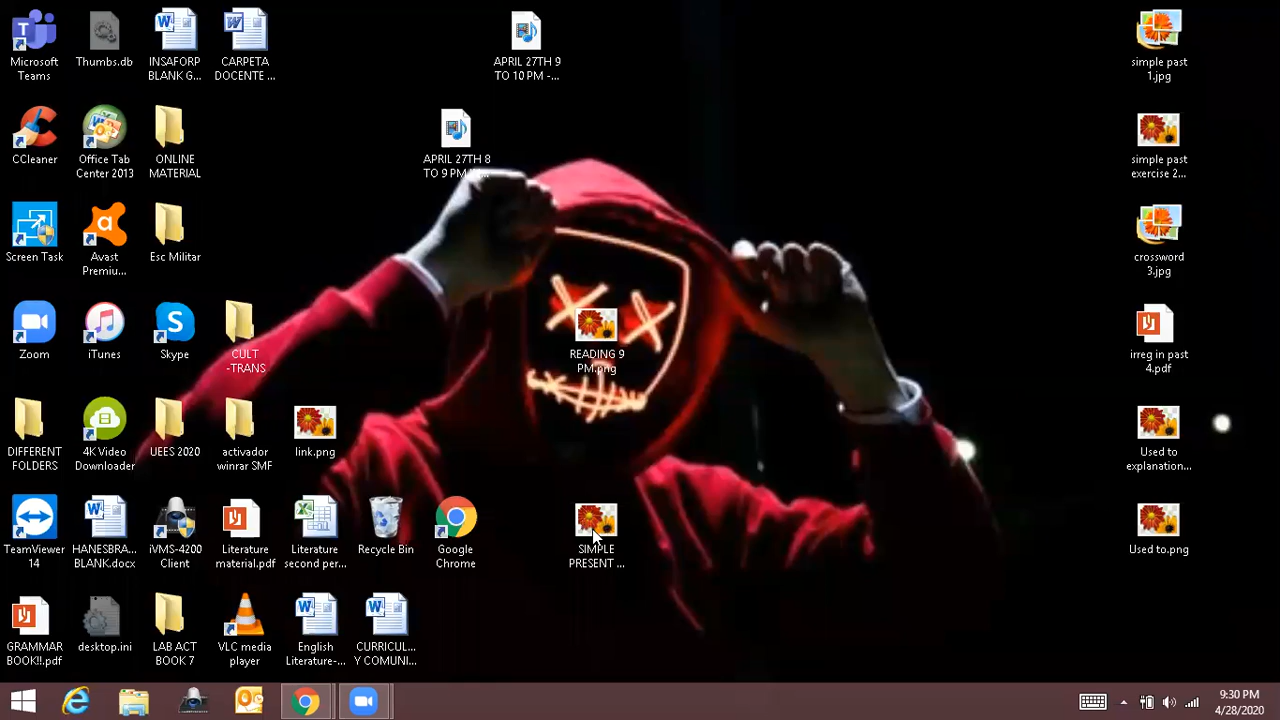 Microsoft
Teams
Thumbs.db
INSAFORP
BLANK G...
CARPETA
DOCENTE ...
APRIL 27TH 9
TO 10 PM -...
simple past
1.jpg
CCleaner
Office Tab
Center 2013
ONLINE
MATERIAL
APRIL 27TH 8
simple past
exercise 2...
Screen Task
Avast
Premiu...
Esc Militar
crossword
3.jpg
Zoom
iTunes
Skype
CULT
-TRANS
READING 9
PM.png
irreg in past
4.pdf
DIFFERENT
FOLDERS
4K Video
Downloader
UEES 2020
activador
winrar SMF
link.png
Used to
explanation...
TeamViewer
14
HANESBRA...
BLANK.docx
iVMS-4200
Client
Literature
material.pdf
Literature
second per...
Recycle Bin
Google
Chrome
SIMPLE
PRESENT ...
Used to.png
GRAMMAR
BOOK!!.pdf
desktop.ini
LAB ACT
BOOK 7
VLC media
player
English
Literature-...
CURRICUL...
Y COMUNI...
9:30 PM
4/28/2020